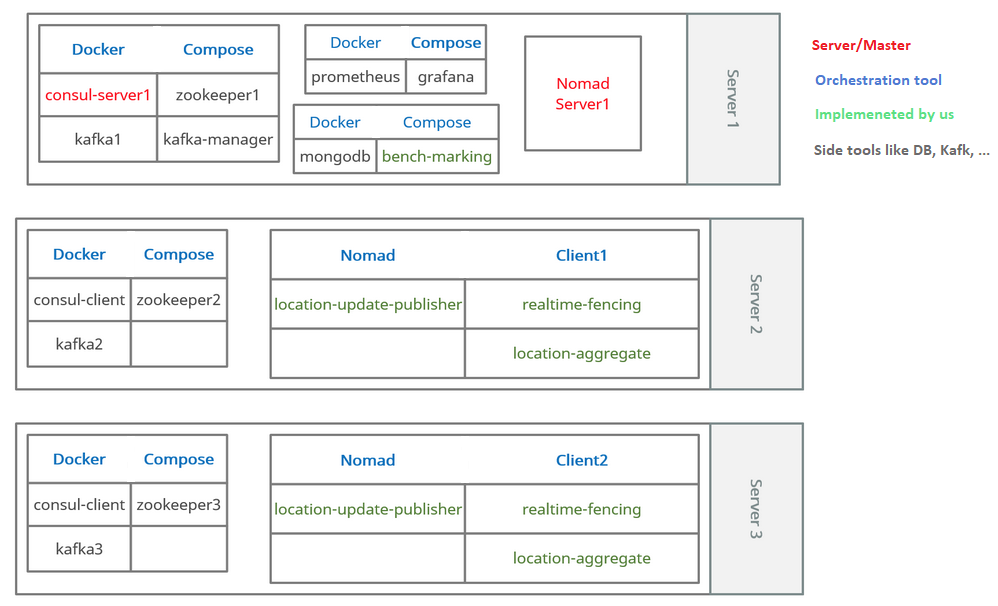 Docker Compose
consul-server1 zookeeper1
kafka1 kafka-manager
Docker Compose
prometheus grafana
Docker Compose
mongodb bench-marking
Nomad
Server1
Server 1
Server/Master
Orchestration tool
Implemeneted by us
Side tools like DB, Kafk, ...
Docker Compose
consul-client zookeeper2
kafka2
Nomad Client1
location-update-publisher realtime-fencing
location-aggregate
Server 2
Docker Compose
consul-client zookeeper3
kafka3
Nomad Client2
location-update-publisher realtime-fencing
location-aggregate
Server 3